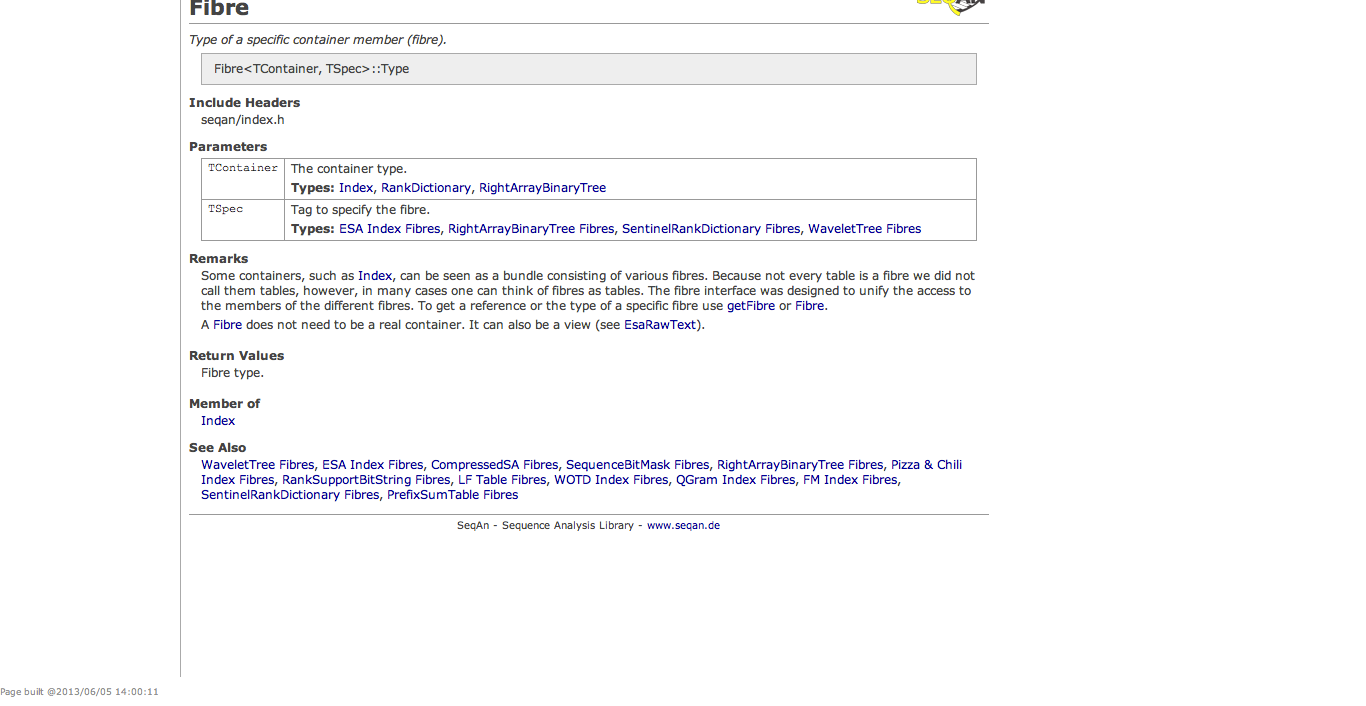 Fibre
SEQAN
Type of a specific container member (fibre).
Fibre<TContainer, TSpec>::Type
Include Headers
seqan/index.h
Parameters
TContainer The container type.
Types: Index, RankDictionary, RightArrayBinaryTree
TSpec Tag to specify the fibre.
Types: ESA Index Fibres, RightArrayBinaryTree Fibres, SentinelRankDictionary Fibres, WaveletTree Fibres
Remarks
Some containers, such as Index, can be seen as a bundle consisting of various fibres. Because not every table is a fibre we did not
call them tables, however, in many cases one can think of fibres as tables. The fibre interface was designed to unify the access to
the members of the different fibres. To get a reference or the type of a specific fibre use getFibre or Fibre.
A Fibre does not need to be a real container. It can also be a view (see EsaRawText).
Return Values
Fibre type.
Member of
Index
See Also
WaveletTree Fibres, ESA Index Fibres, CompressedSA Fibres, SequenceBitMask Fibres, RightArrayBinaryTree Fibres, Pizza & Chili
Index Fibres, RankSupportBitString Fibres, LF Table Fibres, WOTD Index Fibres, QGram Index Fibres, FM Index Fibres,
SentinelRankDictionary Fibres, PrefixSumTable Fibres
SeqAn - Sequence Analysis Library - www.seqan.de
Page built @2013/06/05 14:00:11